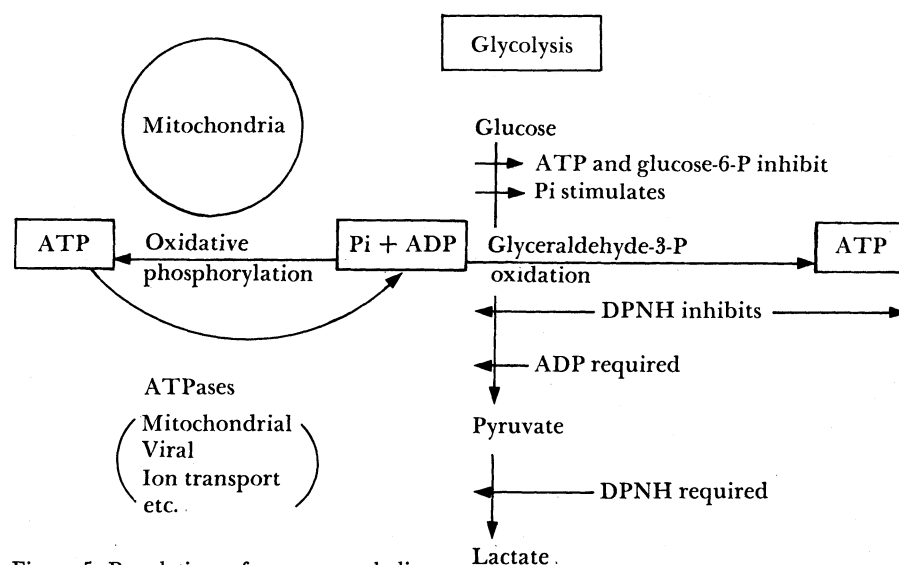 Glycolysis
Mitochondria
Glucose
ATP and glucose-6-P inhibit
Pi stimulates
ATP
Oxidative
phosphorylation
Pi + ADP
Glyceraldehyde-3-P
oxidation
ATP
DPNH inhibits
ADP required
ATPases
Mitochondrial
Viral
Ion transport
etc.
Pyruvate
DPNH required
Lactate